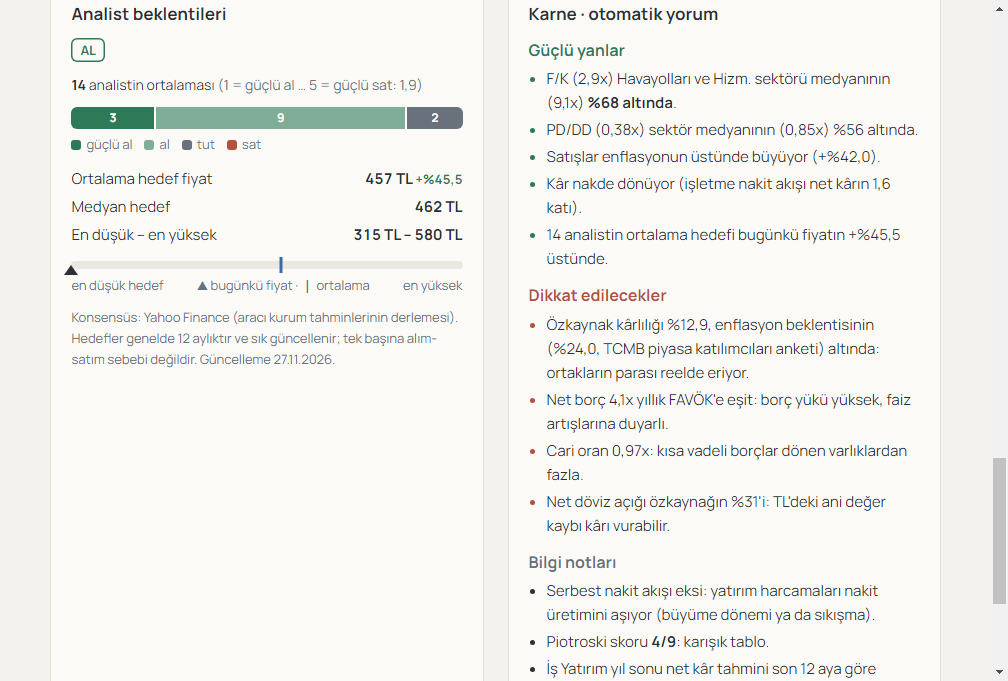 Analist beklentileri
AL
14 analistin ortalaması (1 = güçlü al ... 5 = güçlü sat: 1,9)
3 9 2
güçlü al al tut sat
Ortalama hedef fiyat 457 TL +%45,5
Medyan hedef 462 TL
En düşük – en yüksek 315 TL – 580 TL
en düşük hedef ▲ bugünkü fiyat · | ortalama en yüksek
Konsensüs: Yahoo Finance (aracı kurum tahminlerinin derlemesi).
Hedefler genelde 12 aylıktır ve sık güncellenir; tek başına alım-
satım sebebi değildir. Güncelleme 27.11.2026.
Karne · otomatik yorum
Güçlü yanlar
• F/K (2,9x) Havayolları ve Hizm. sektörü medyanının
(9,1x) %68 altında.
• PD/DD (0,38x) sektör medyanının (0,85x) %56 altında.
• Satışlar enflasyonun üstünde büyüyor (+%42,0).
• Kâr nakde dönüyor (işletme nakit akışı net kârın 1,6
katı).
• 14 analistin ortalama hedefi bugünkü fiyatın +%45,5
üstünde.
Dikkat edilecekler
• Özkaynak kârlılığı %12,9, enflasyon beklentisinin
(%24,0, TCMB piyasa katılımcıları anketi) altında:
ortakların parası reelde eriyor.
• Net borç 4,1x yıllık FAVÖK'e eşit: borç yükü yüksek, faiz
artışlarına duyarlı.
• Cari oran 0,97x: kısa vadeli borçlar dönen varlıklardan
fazla.
• Net döviz açığı özkaynağın %31'i: TL'deki ani değer
kaybı kârı vurabilir.
Bilgi notları
• Serbest nakit akışı eksi: yatırım harcamaları nakit
üretimini aşıyor (büyüme dönemi ya da sıkışma).
• Piotroski skoru 4/9: karışık tablo.
• İş Yatırım yıl sonu net kâr tahmini son 12 aya göre